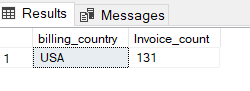 Results Messages
billing_country Invoice_count
1 USA 131